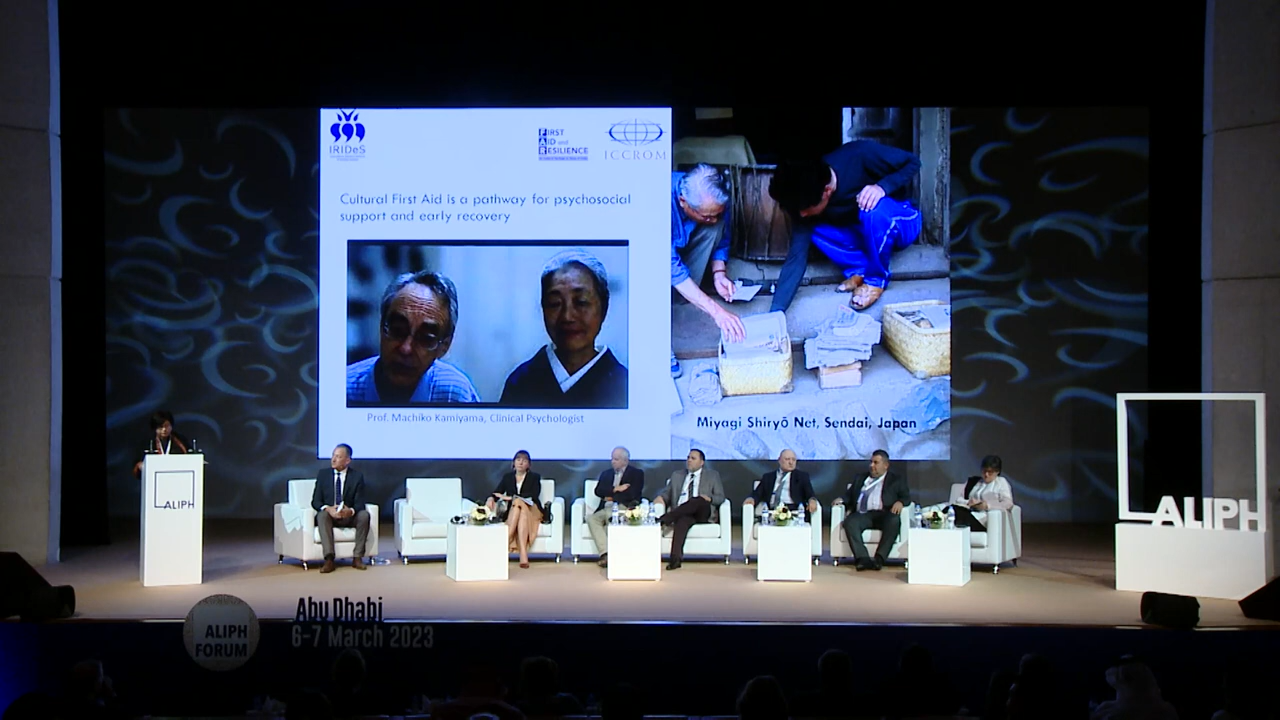 IRIDeS
FIRST
AID and
RESILIENCE
ICCROM
Cultural First Aid is a pathway for psychosocial
support and early recovery
Prof. Machiko Kamiyama, Clinical Psychologist
Miyagi Shiryō Net, Sendai, Japan
ALIPH
ALIPH
ALIPH
FORUM
Abu Dhabi
6-7 March 2023